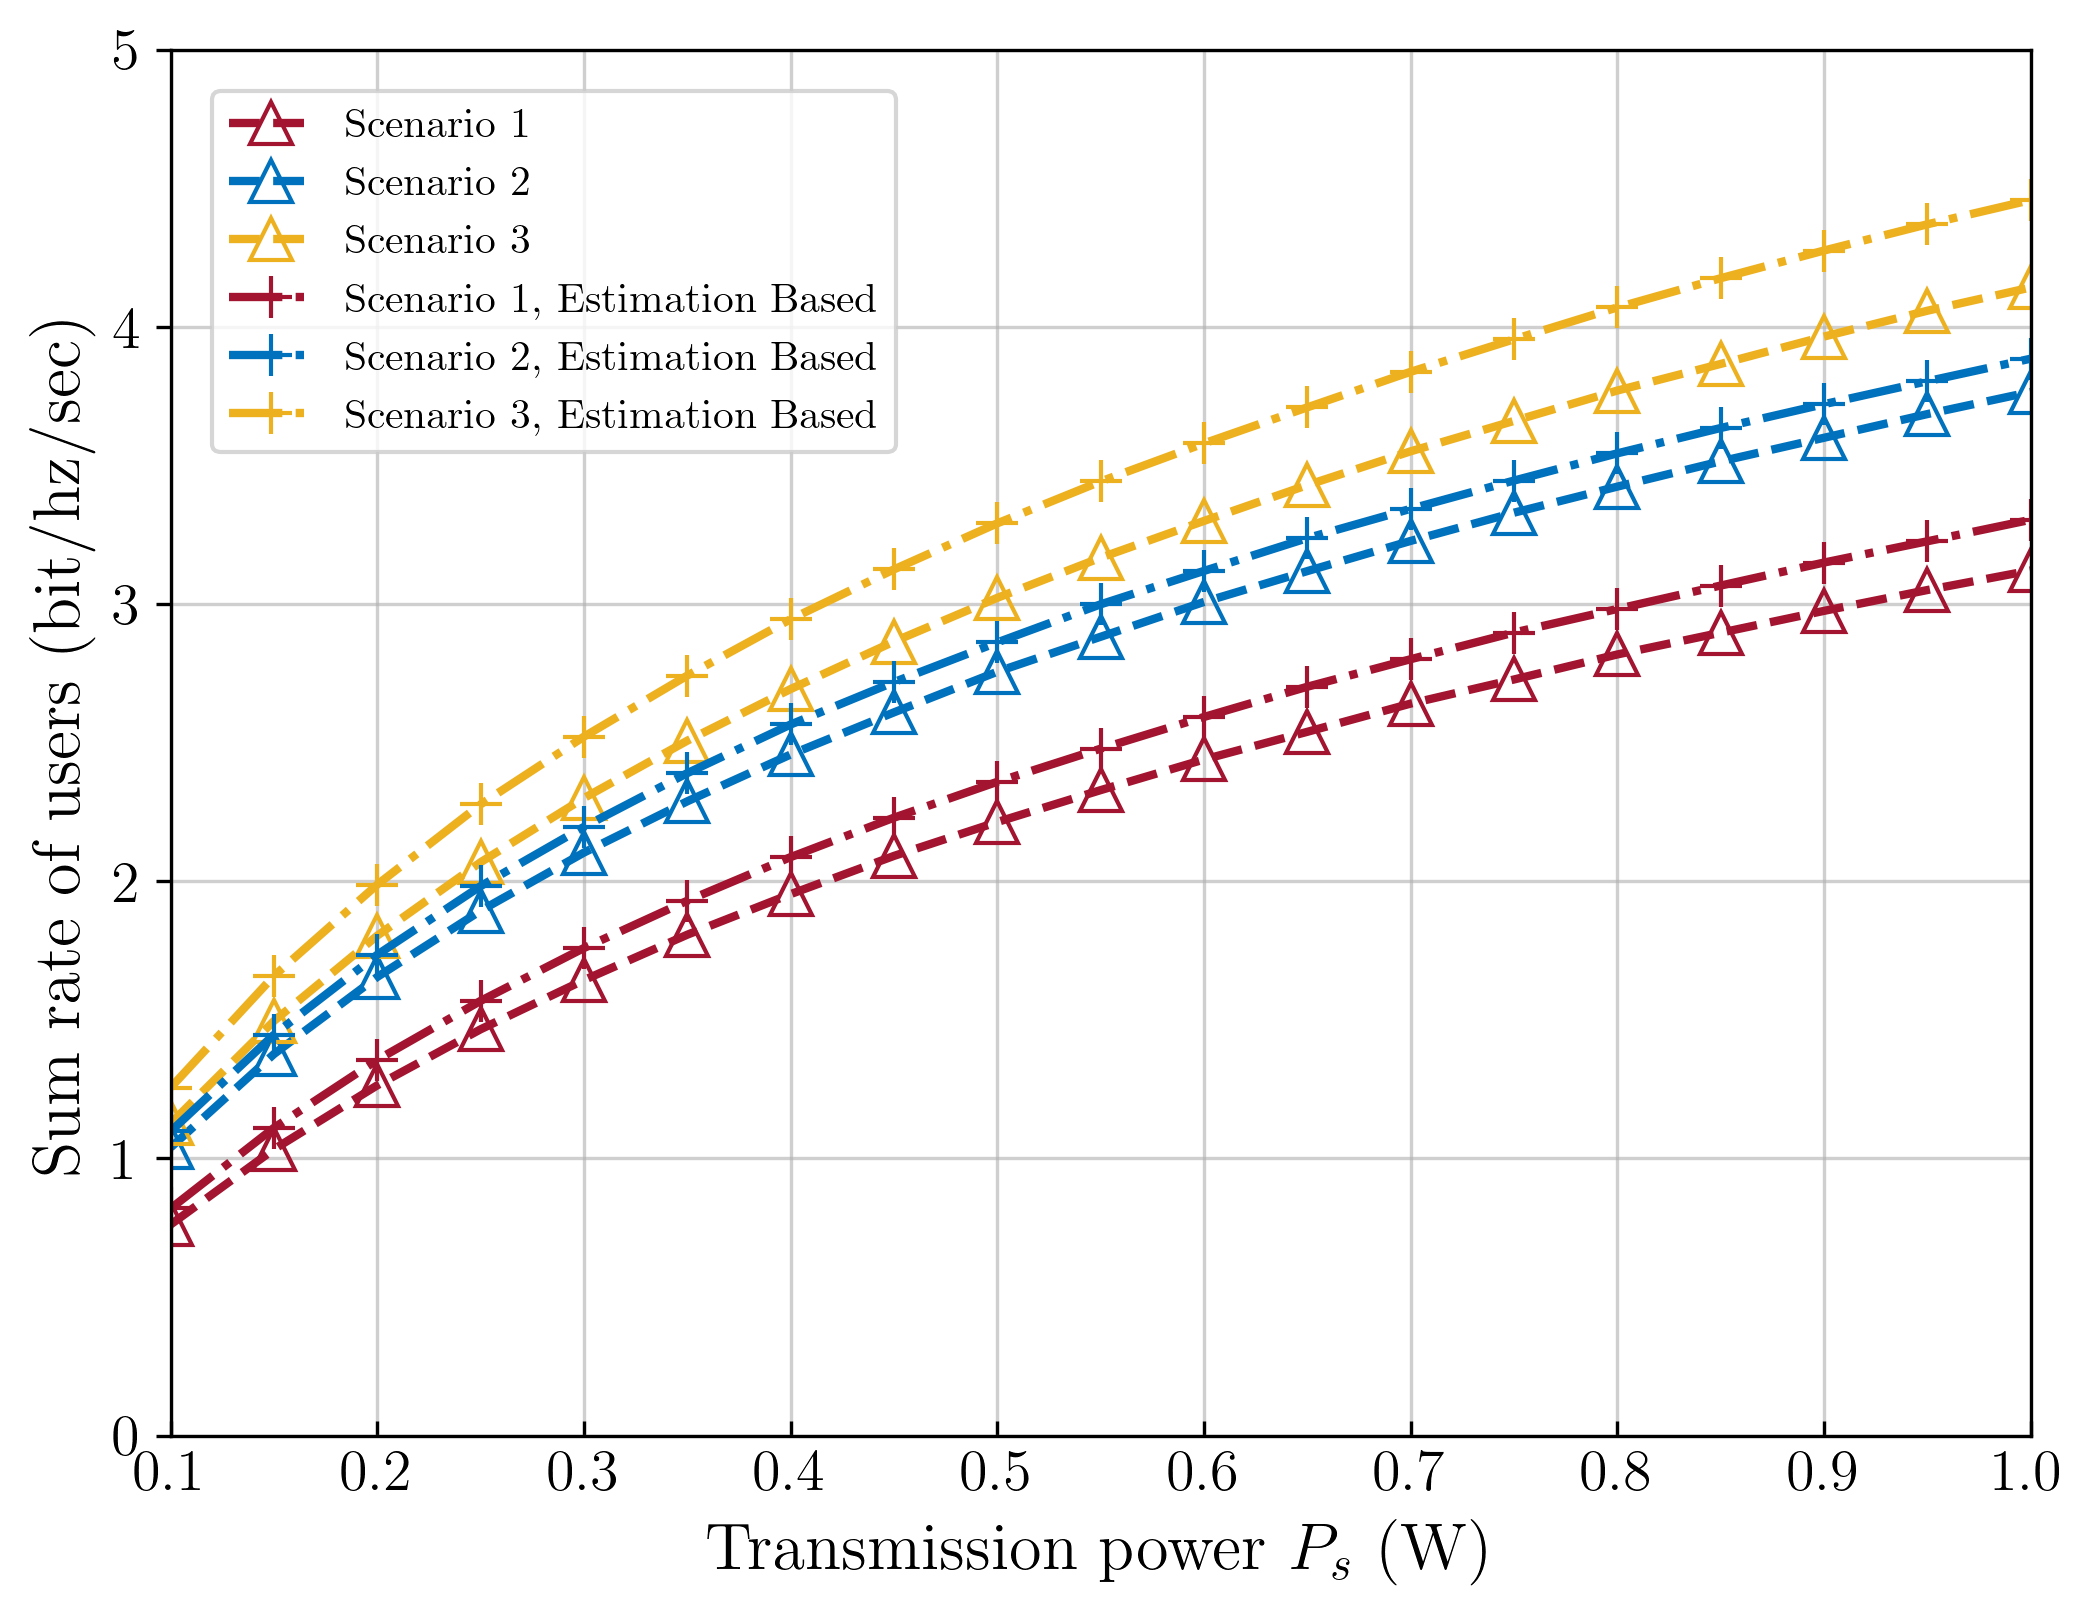 Scenario 1
Scenario 2
Scenario 3
Scenario 1, Estimation Based
Scenario 2, Estimation Based
Scenario 3, Estimation Based
Sum rate of users (bit/hz/sec)
5
4
3
2
1
0
0.1 0.2 0.3 0.4 0.5 0.6 0.7 0.8 0.9 1.0
Transmission power Pₛ (W)